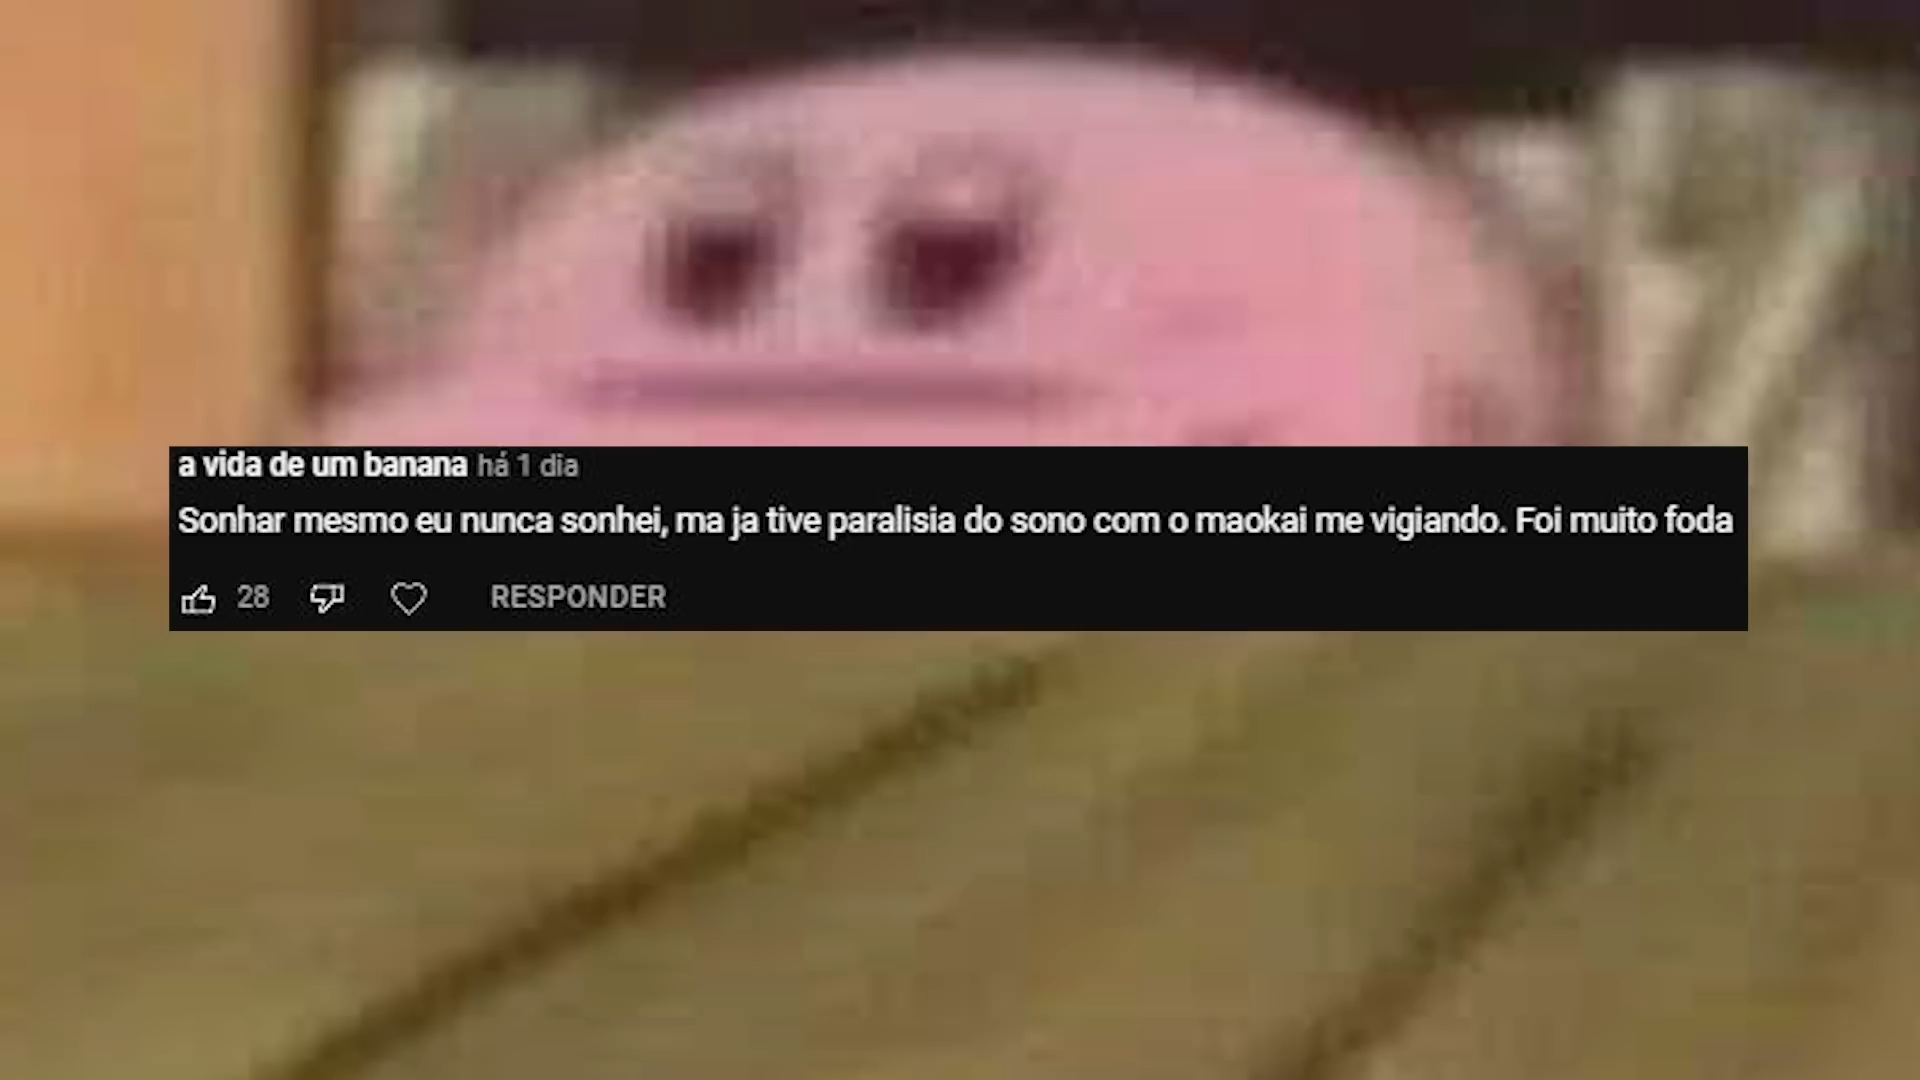 a vida de um banana há 1 dia
Sonhar mesmo eu nunca sonhei, ma ja tive paralisia do sono com o maokai me vigiando. Foi muito foda
28 RESPONDER